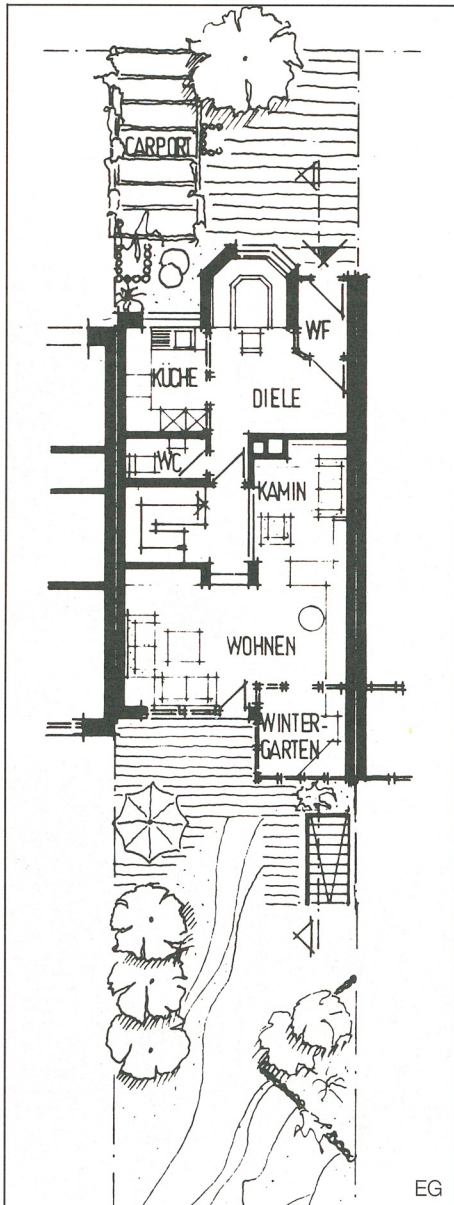 CARPORT
WF
KÜCHE
DIELE
WC
KAMIN
WOHNEN
WINTER-
GARTEN
EG